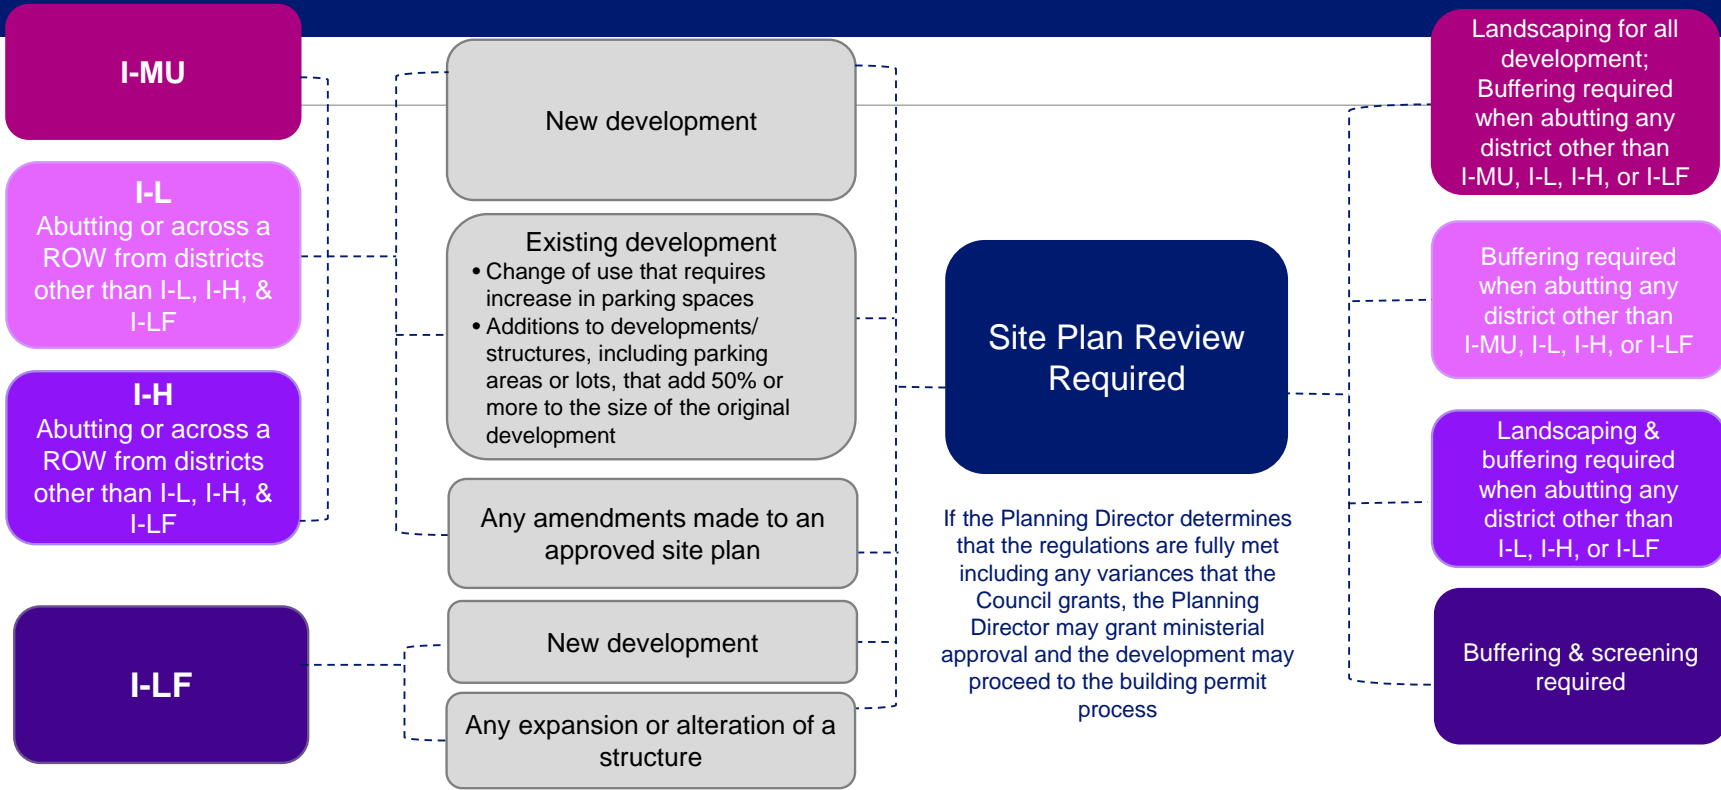 I-MU
I-L
Abutting or across a
ROW from districts
other than I-L, I-H, &
I-LF
I-H
Abutting or across a
ROW from districts
other than I-L, I-H, &
I-LF
I-LF
New development
Existing development
• Change of use that requires
increase in parking spaces
• Additions to developments/
structures, including parking
areas or lots, that add 50% or
more to the size of the original
development
Any amendments made to an
approved site plan
New development
Any expansion or alteration of a
structure
Site Plan Review
Required
If the Planning Director determines
that the regulations are fully met
including any variances that the
Council grants, the Planning
Director may grant ministerial
approval and the development may
proceed to the building permit
process
Landscaping for all
development;
Buffering required
when abutting any
district other than
I-MU, I-L, I-H, or I-LF
Buffering required
when abutting any
district other than
I-MU, I-L, I-H, or I-LF
Landscaping &
buffering required
when abutting any
district other than
I-L, I-H, or I-LF
Buffering & screening
required